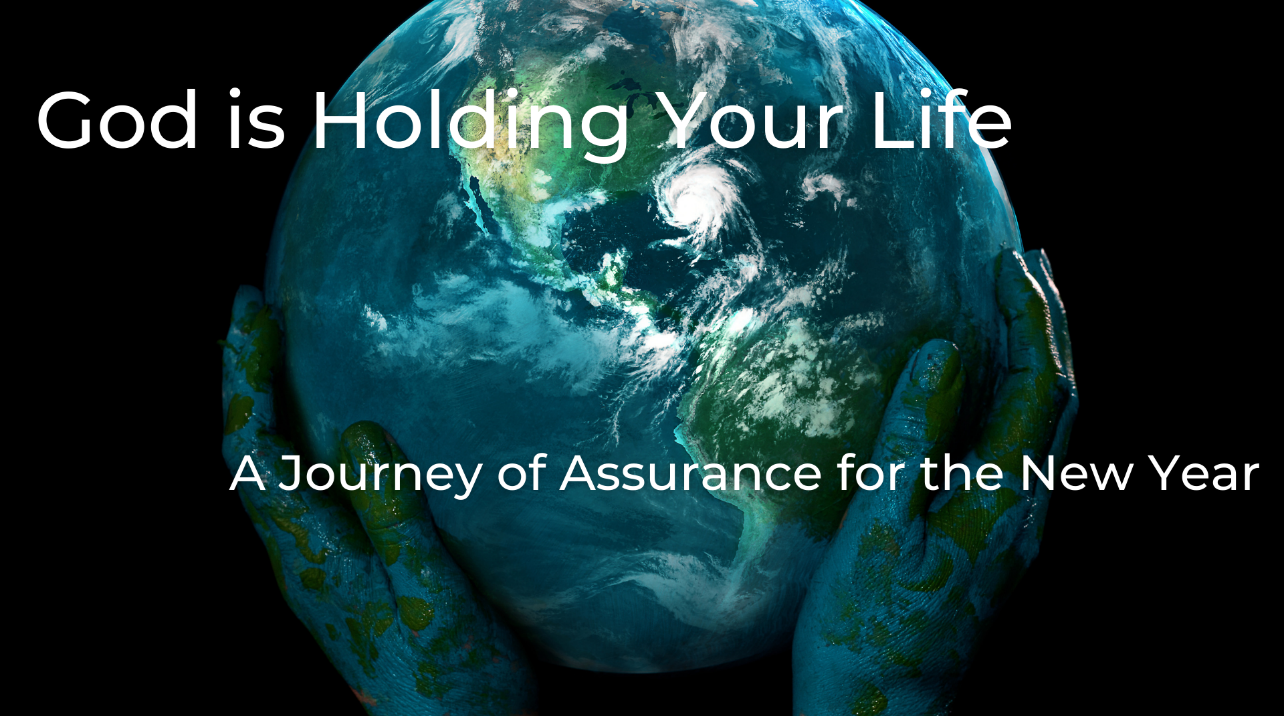 God is Holding Your Life
A Journey of Assurance for the New Year